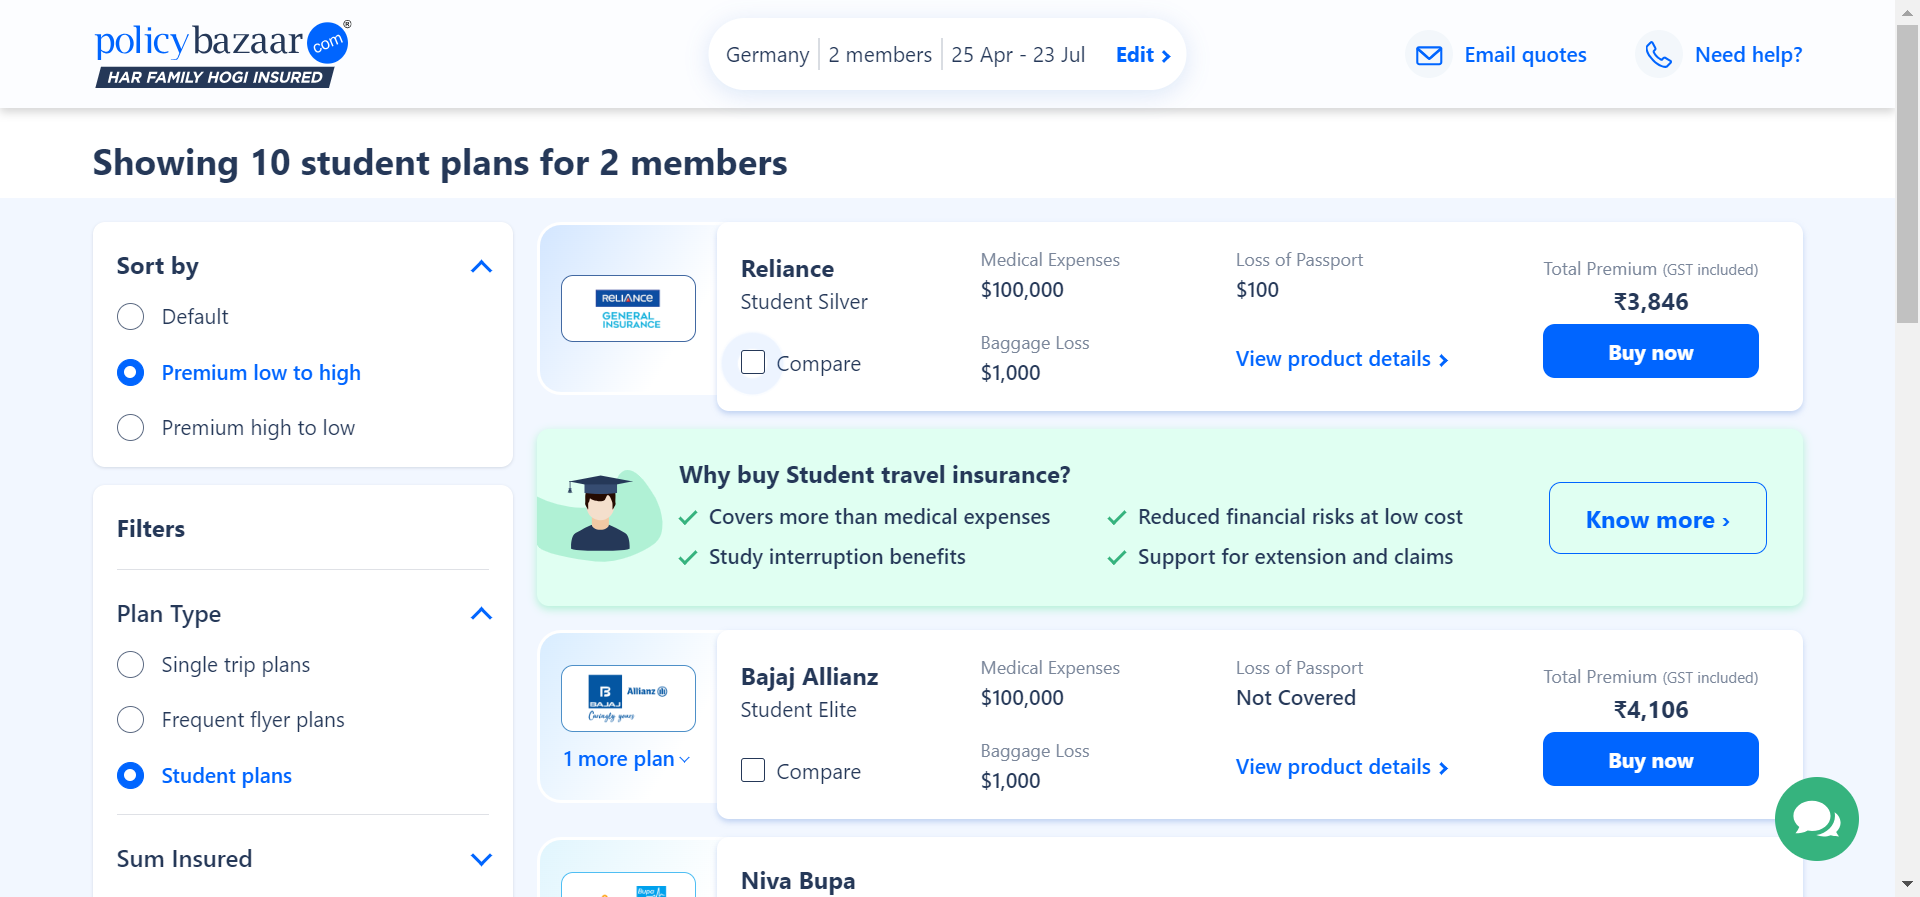 policybazaar com ®
HAR FAMILY HOGI INSURED
Germany 2 members 25 Apr - 23 Jul Edit
Email quotes
Need help?
Showing 10 student plans for 2 members
Sort by
Default
Premium low to high
Premium high to low
Filters
Plan Type
Single trip plans
Frequent flyer plans
Student plans
Sum Insured
RELIANCE
GENERAL
INSURANCE
Reliance
Student Silver
Compare
Medical Expenses
$100,000
Baggage Loss
$1,000
Loss of Passport
$100
View product details
Total Premium (GST included)
₹3,846
Buy now
Why buy Student travel insurance?
Covers more than medical expenses
Study interruption benefits
Reduced financial risks at low cost
Support for extension and claims
Know more ›
B
BAJAJ
Allianz
Caringly yours
1 more plan
Bajaj Allianz
Student Elite
Compare
Medical Expenses
$100,000
Baggage Loss
$1,000
Loss of Passport
Not Covered
View product details
Total Premium (GST included)
₹4,106
Buy now
Bupa
Niva Bupa